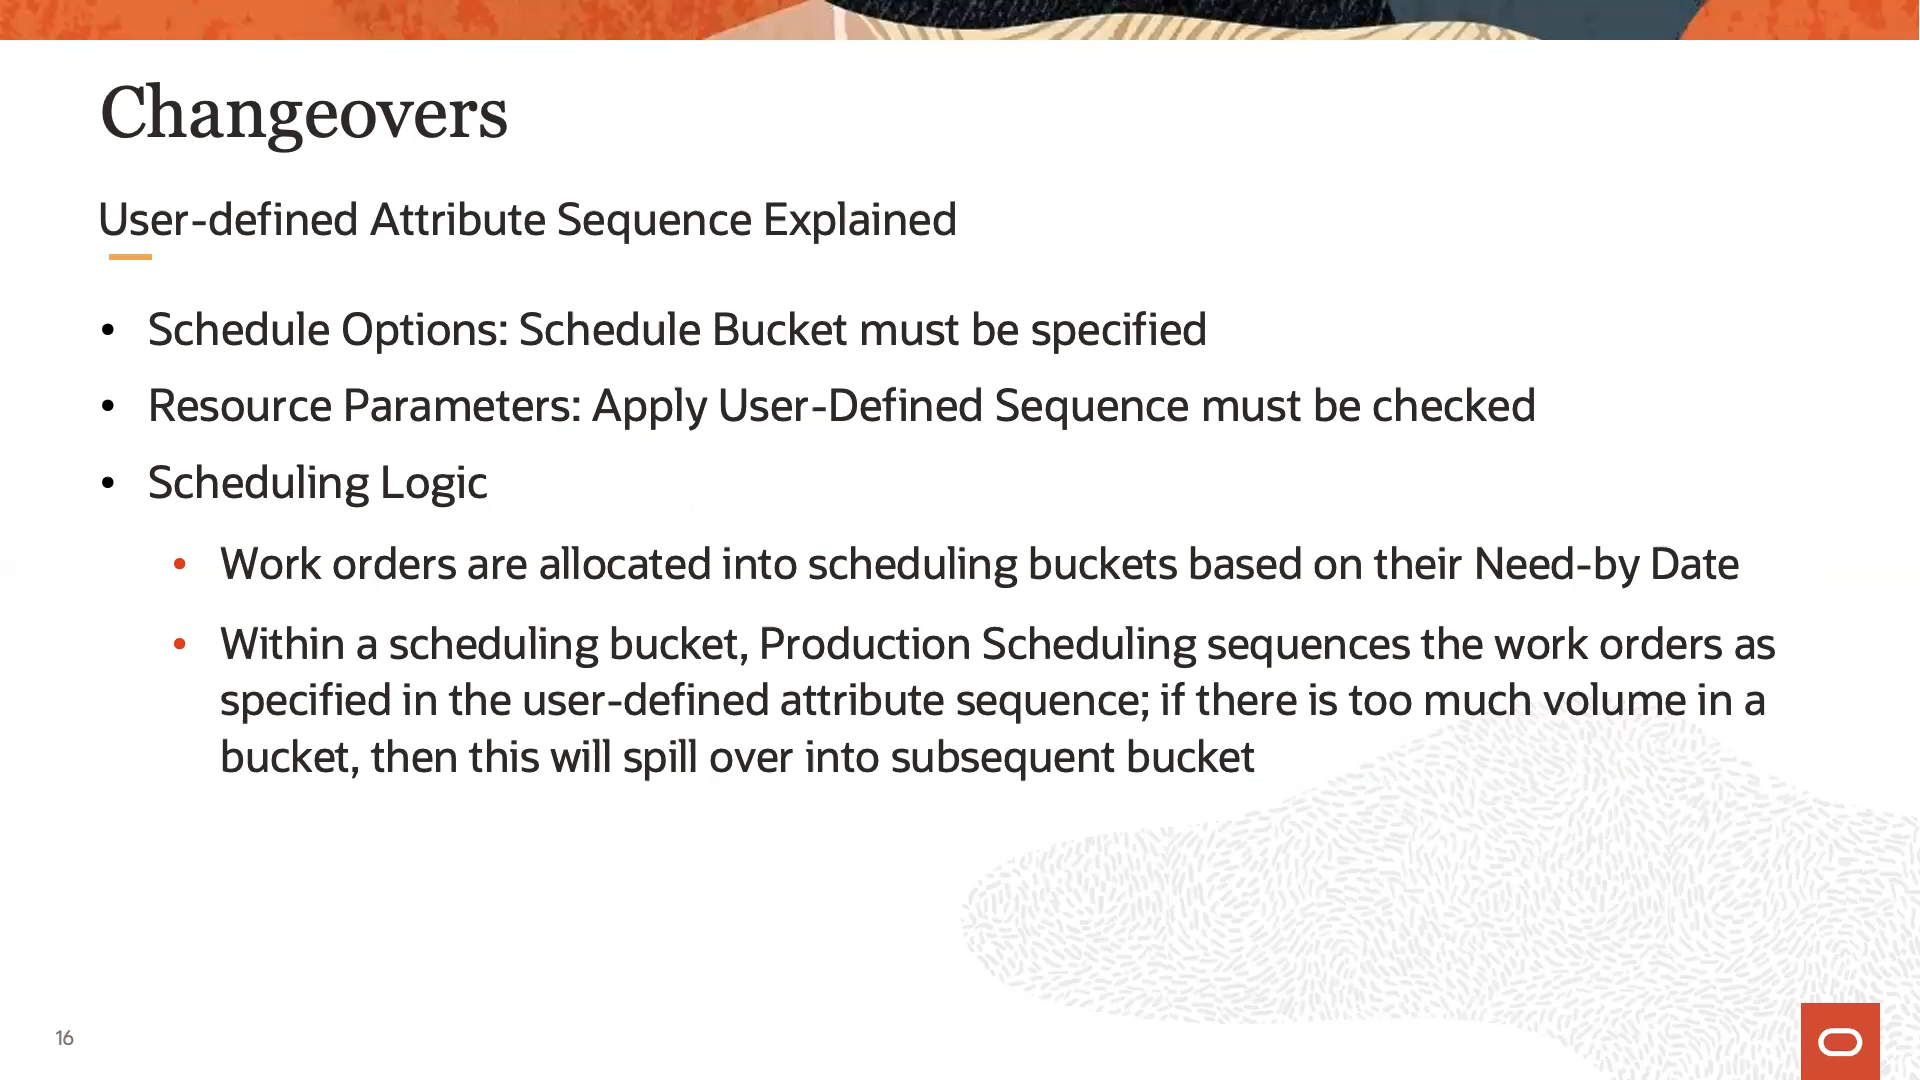 Changeovers
User-defined Attribute Sequence Explained
• Schedule Options: Schedule Bucket must be specified
• Resource Parameters: Apply User-Defined Sequence must be checked
• Scheduling Logic
• Work orders are allocated into scheduling buckets based on their Need-by Date
• Within a scheduling bucket, Production Scheduling sequences the work orders as
specified in the user-defined attribute sequence; if there is too much volume in a
bucket, then this will spill over into subsequent bucket
16